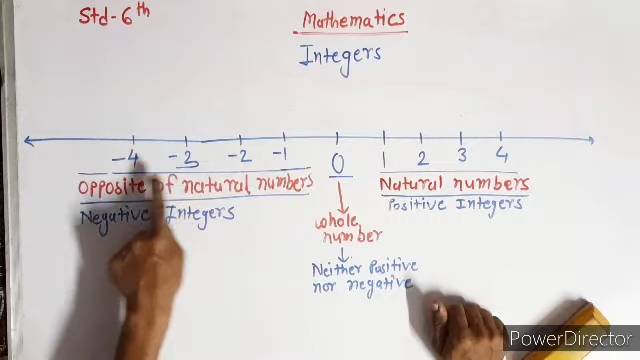 Std-6th
Mathematics
Integers
-4 -3 -2 -1 0 1 2 3 4
opposite of natural numbers
Natural numbers
Negative Integers
Positive Integers
whole
number
Neither Positive
nor negative
PowerDirector